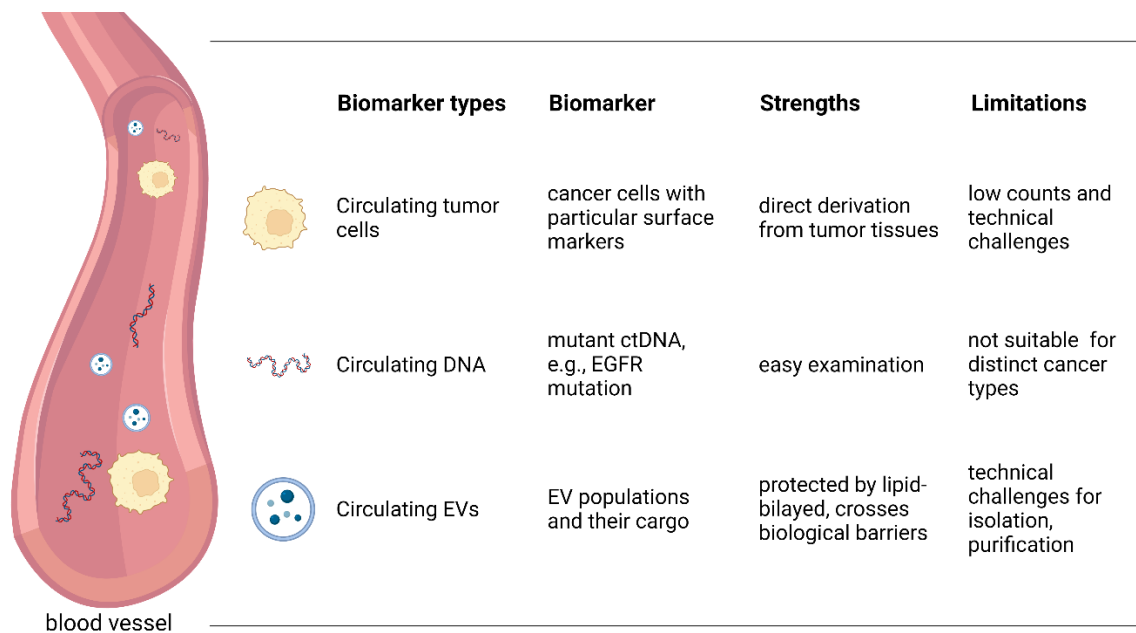 Biomarker types Biomarker Strengths Limitations
Circulating tumor
cells
cancer cells with
particular surface
markers
direct derivation
from tumor tissues
low counts and
technical
challenges
Circulating DNA
mutant ctDNA,
e.g., EGFR
mutation
easy examination
not suitable for
distinct cancer
types
Circulating EVs
EV populations
and their cargo
protected by lipid-
bilayed, crosses
biological barriers
technical
challenges for
isolation,
purification
blood vessel